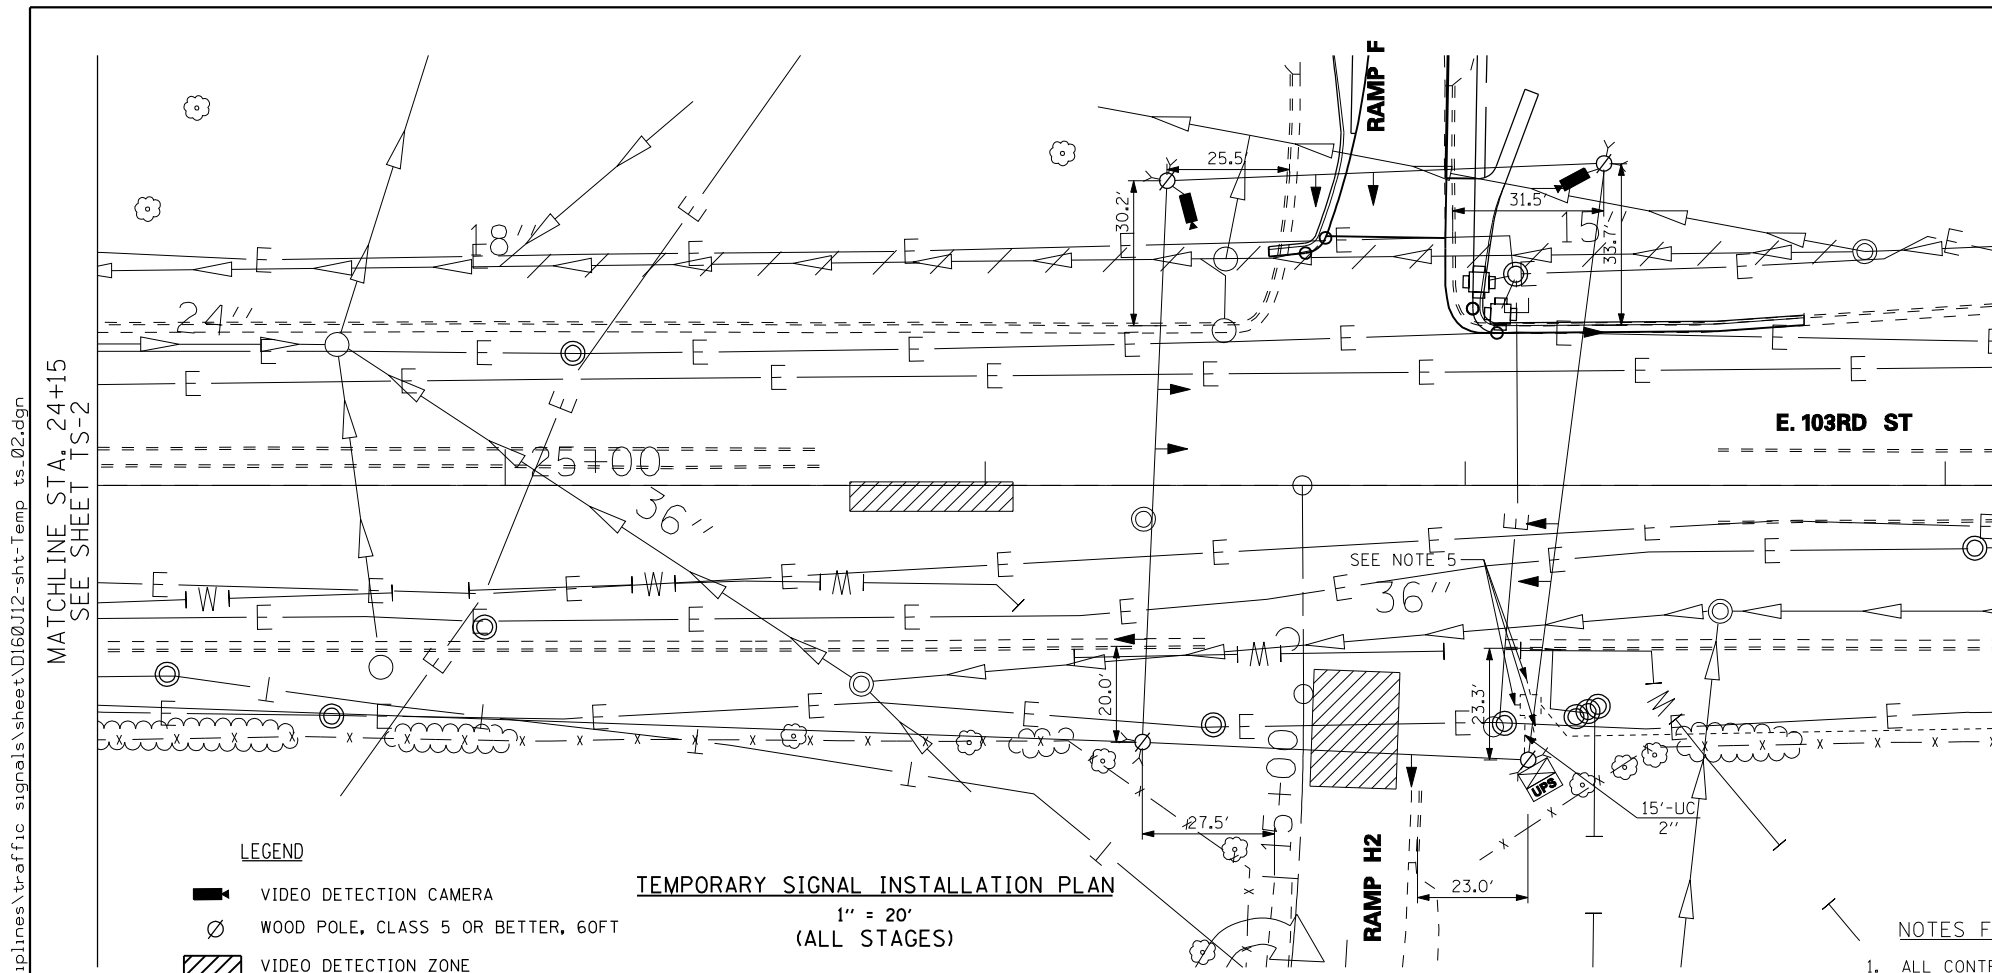 RAMP F
25.5'
30.2'
31.5'
15''
33.7'
18''
24''
MATCHLINE STA. 24+15
SEE SHEET TS-2
E. 103RD ST
25+00
36''
SEE NOTE 5
36''
20.0'
23.3'
UPS
15'-UC
2''
27.5'
15+00
RAMP H2
23.0'
LEGEND
VIDEO DETECTION CAMERA
WOOD POLE, CLASS 5 OR BETTER, 60FT
VIDEO DETECTION ZONE
TEMPORARY SIGNAL INSTALLATION PLAN
1'' = 20'
(ALL STAGES)
NOTES F
1. ALL CONT
iplines\traffic signals\sheet\D160J12-sht-Temp ts_02.dgn